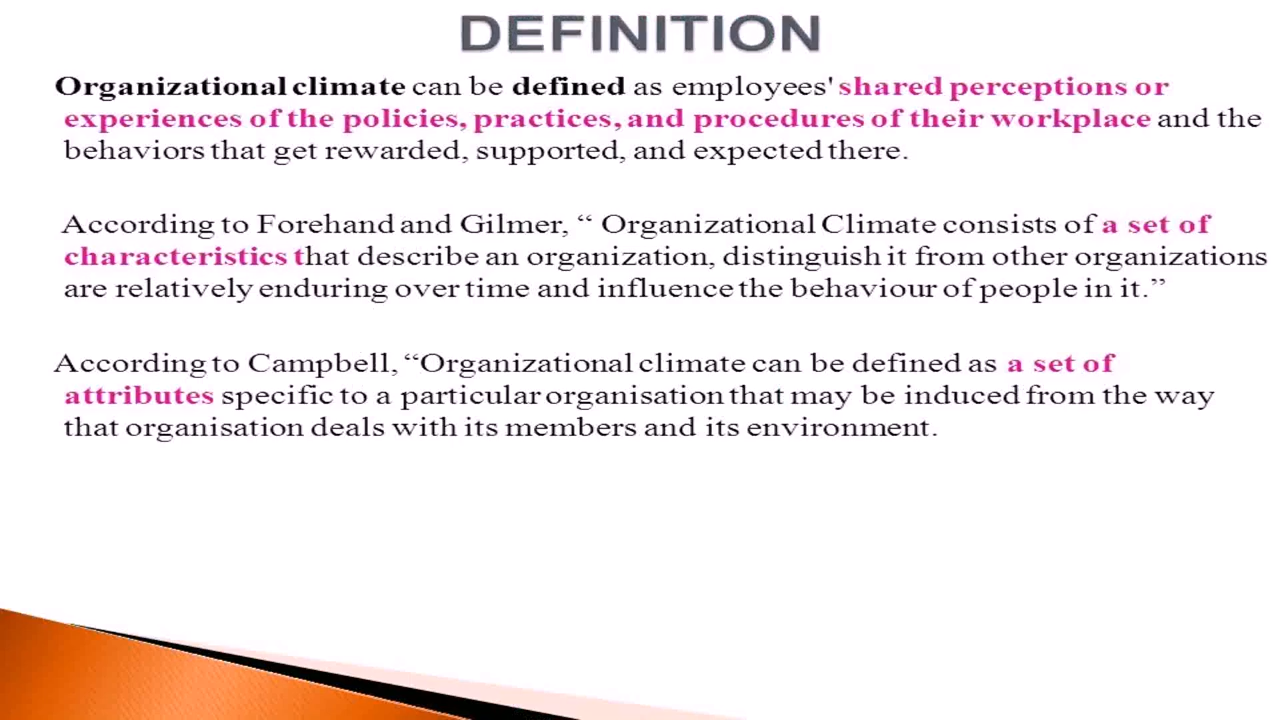 DEFINITION
Organizational climate can be defined as employees' shared perceptions or
experiences of the policies, practices, and procedures of their workplace and the
behaviors that get rewarded, supported, and expected there.
According to Forehand and Gilmer, “ Organizational Climate consists of a set of
characteristics that describe an organization, distinguish it from other organizations
are relatively enduring over time and influence the behaviour of people in it.”
According to Campbell, “Organizational climate can be defined as a set of
attributes specific to a particular organisation that may be induced from the way
that organisation deals with its members and its environment.